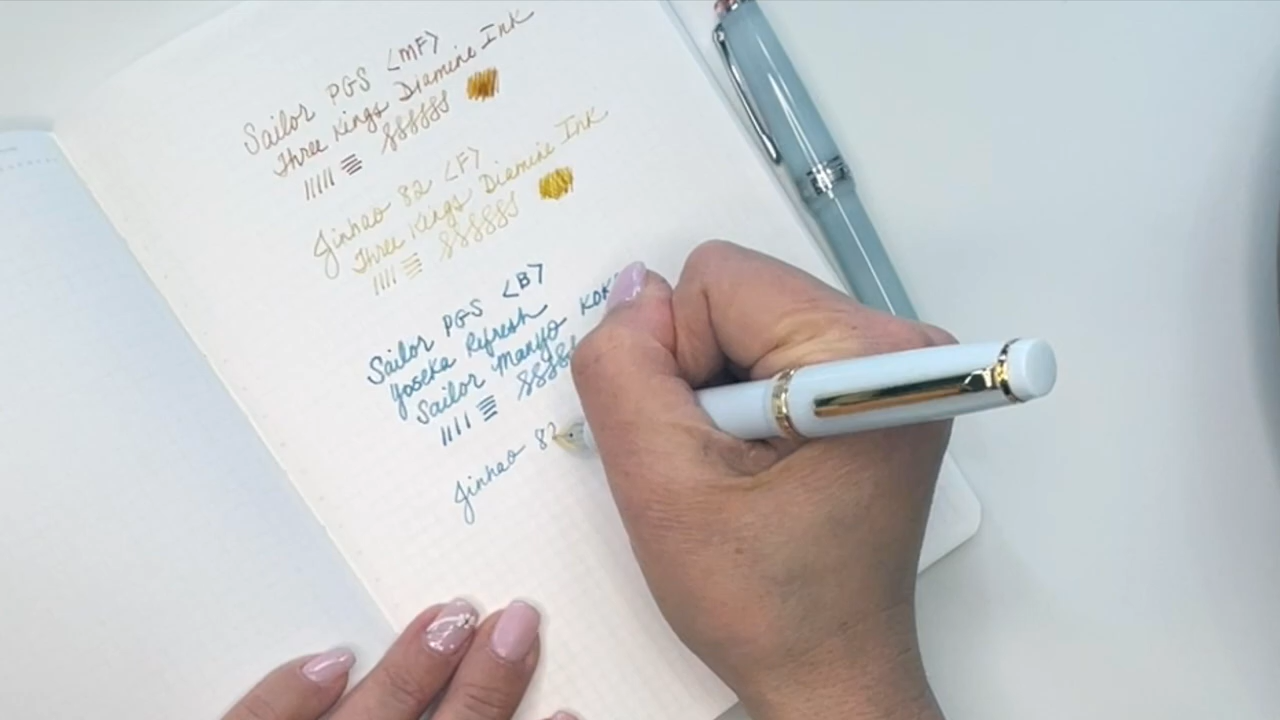 Sailor PGS <MF>
Three Kings Diamine Ink
Jinhao 82 <F>
Three Kings Diamine Ink
Sailor PGS <B>
Yoseka Refresh
Sailor Manyo KOK
Jinhao 82